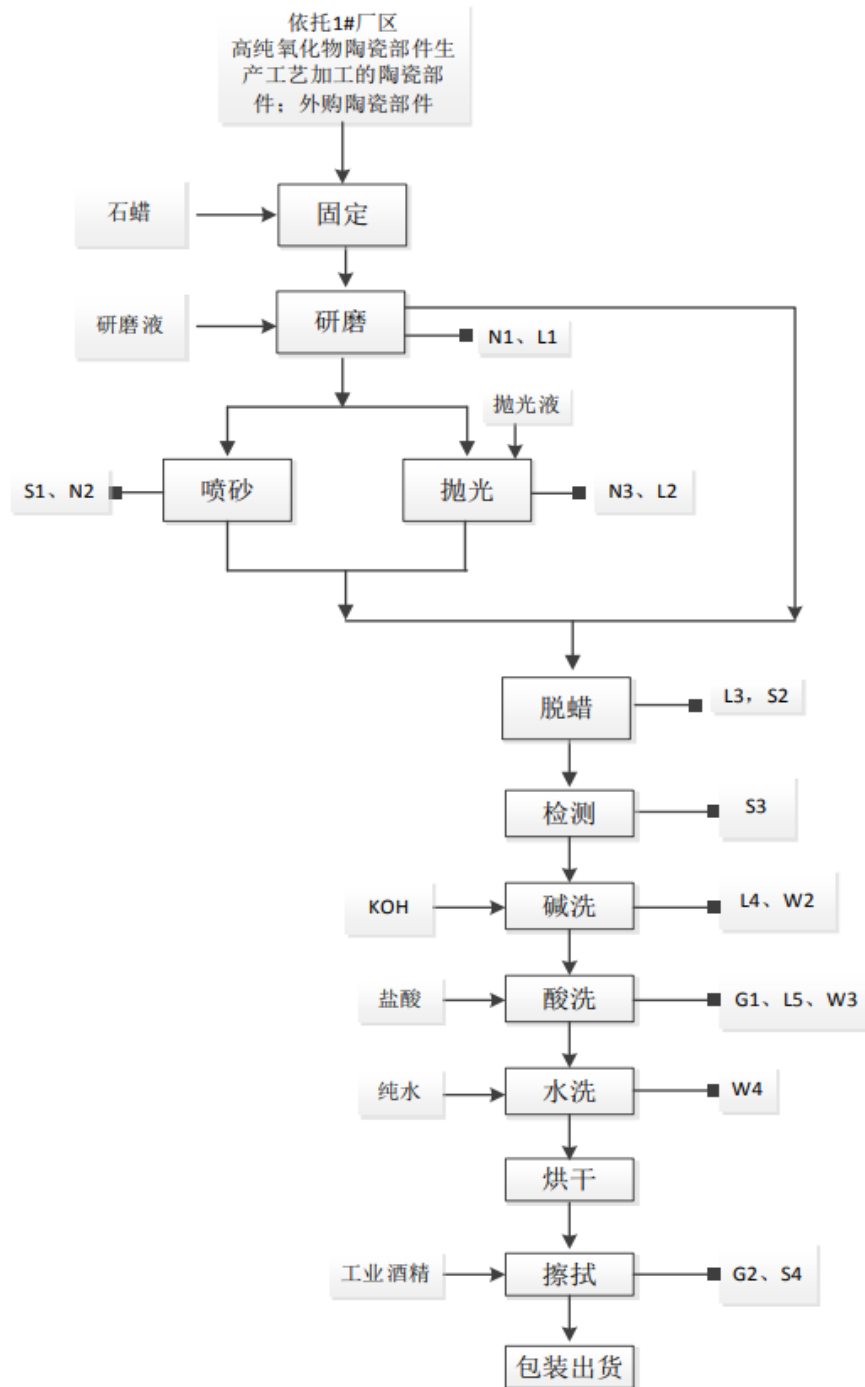 依托1#厂区
高纯氧化物陶瓷部件生
产工艺加工的陶瓷部
件；外购陶瓷部件
石蜡
固定
研磨液
研磨
N1、L1
抛光液
S1、N2
喷砂
抛光
N3、L2
脱蜡
L3，S2
检测
S3
KOH
碱洗
L4、W2
盐酸
酸洗
G1、L5、W3
纯水
水洗
W4
烘干
工业酒精
擦拭
G2、S4
包装出货